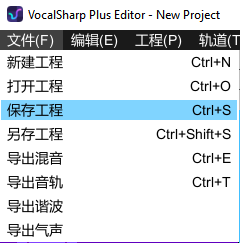 VocalSharp Plus Editor - New Project
文件(F) 编辑(E) 工程(P) 轨道(T
新建工程 Ctrl+N
打开工程 Ctrl+O
保存工程 Ctrl+S
另存工程 Ctrl+Shift+S
导出混音 Ctrl+E
导出音轨 Ctrl+T
导出谐波
导出气声